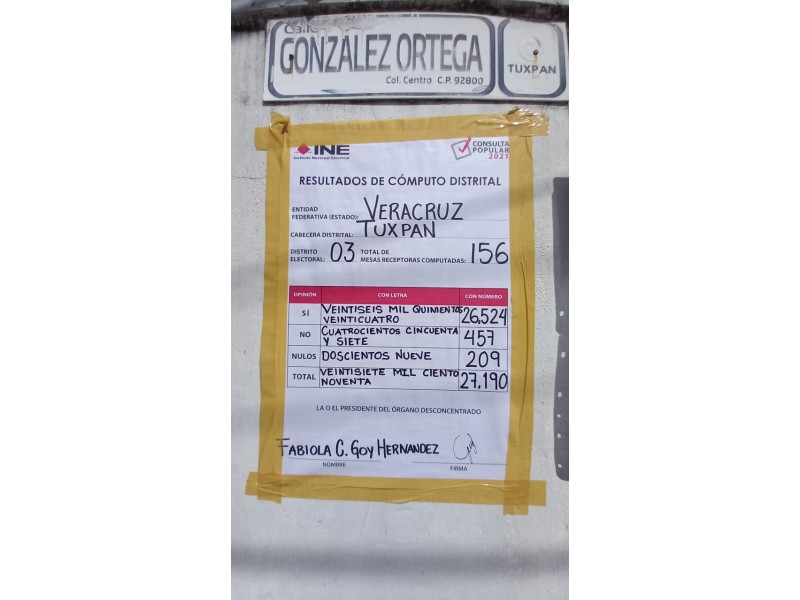 Calle
GONZALEZ ORTEGA
Col. Centro C.P. 92800
TUXPAN
INE
Instituto Nacional Electoral
CONSULTA
POPULAR
2021
RESULTADOS DE CÓMPUTO DISTRITAL
ENTIDAD
FEDERATIVA (ESTADO): VERACRUZ
CABECERA DISTRITAL: TUXPAN
DISTRITO
ELECTORAL: 03
TOTAL DE
MESAS RECEPTORAS COMPUTADAS: 156
OPINIÓN CON LETRA CON NÚMERO
SÍ VEINTISEIS MIL QUINIENTOS
VEINTICUATRO 26,524
NO CUATROCIENTOS CINCUENTA
Y SIETE 457
NULOS DOSCIENTOS NUEVE 209
TOTAL VEINTISIETE MIL CIENTO
NOVENTA 27,190
LA O EL PRESIDENTE DEL ÓRGANO DESCONCENTRADO
FABIOLA C. GOY HERNANDEZ
NOMBRE FIRMA